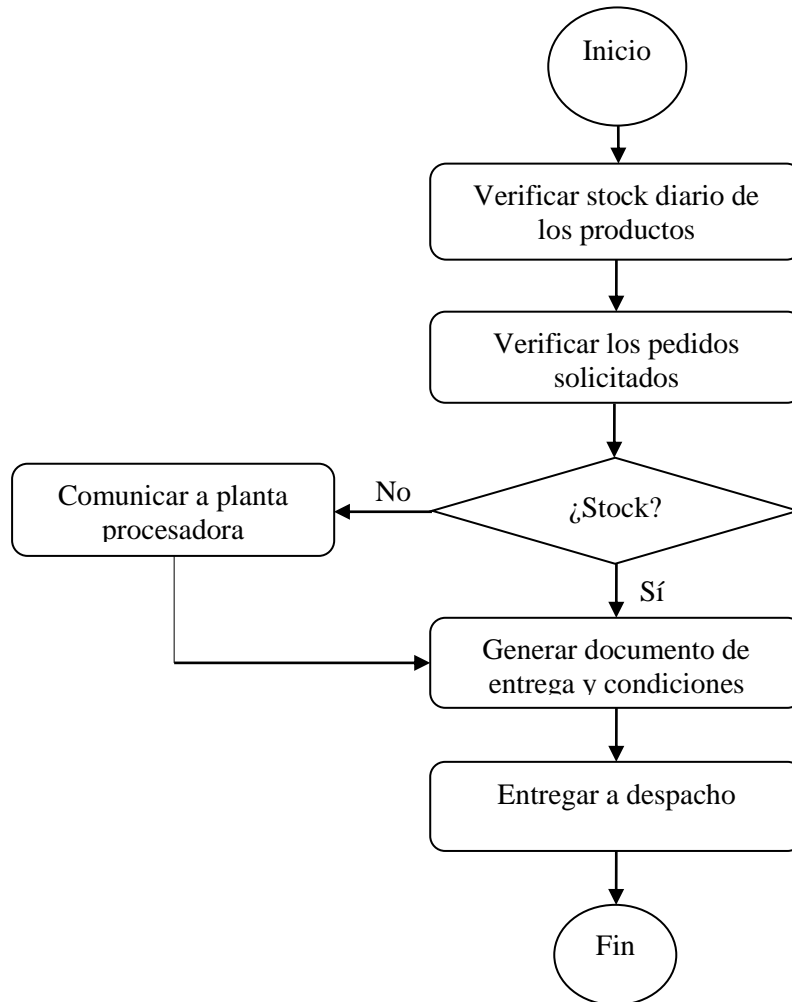 Inicio
Verificar stock diario de
los productos
Verificar los pedidos
solicitados
¿Stock?
No
Comunicar a planta
procesadora
Sí
Generar documento de
entrega y condiciones
Entregar a despacho
Fin